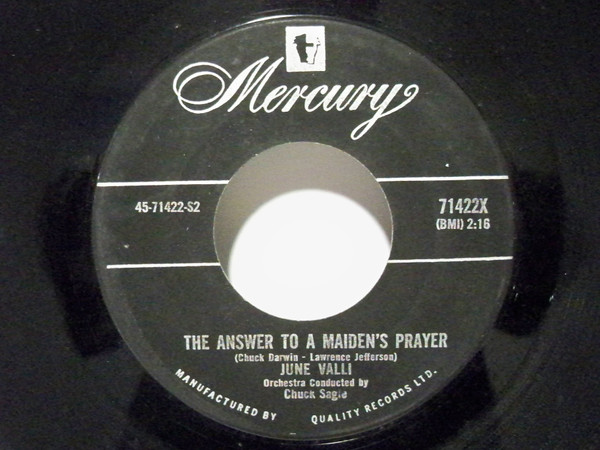 Mercury
45-71422-S2
71422X
(BMI) 2:16
THE ANSWER TO A MAIDEN'S PRAYER
(Chuck Darwin - Lawrence Jefferson)
JUNE VALLI
Orchestra Conducted by
Chuck Sagle
MANUFACTURED BY QUALITY RECORDS LTD.